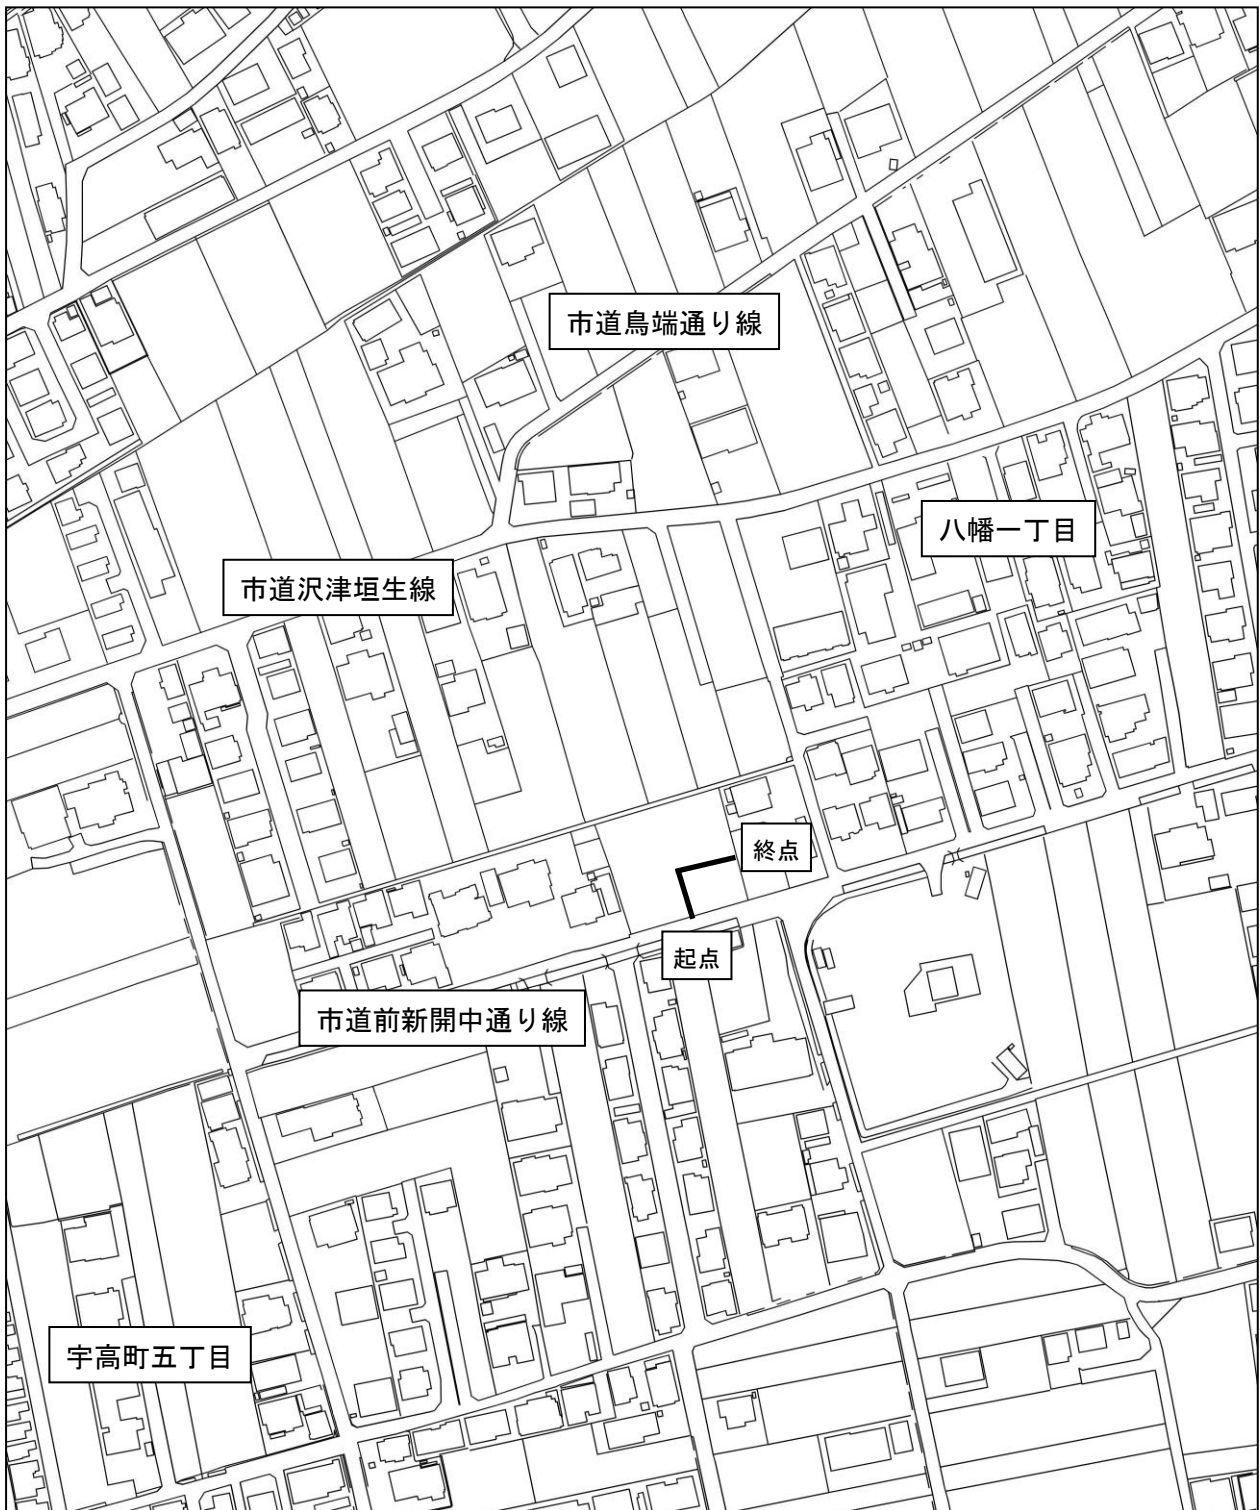 市道鳥端通り線
八幡一丁目
市道沢津垣生線
終点
起点
市道前新開中通り線
宇高町五丁目